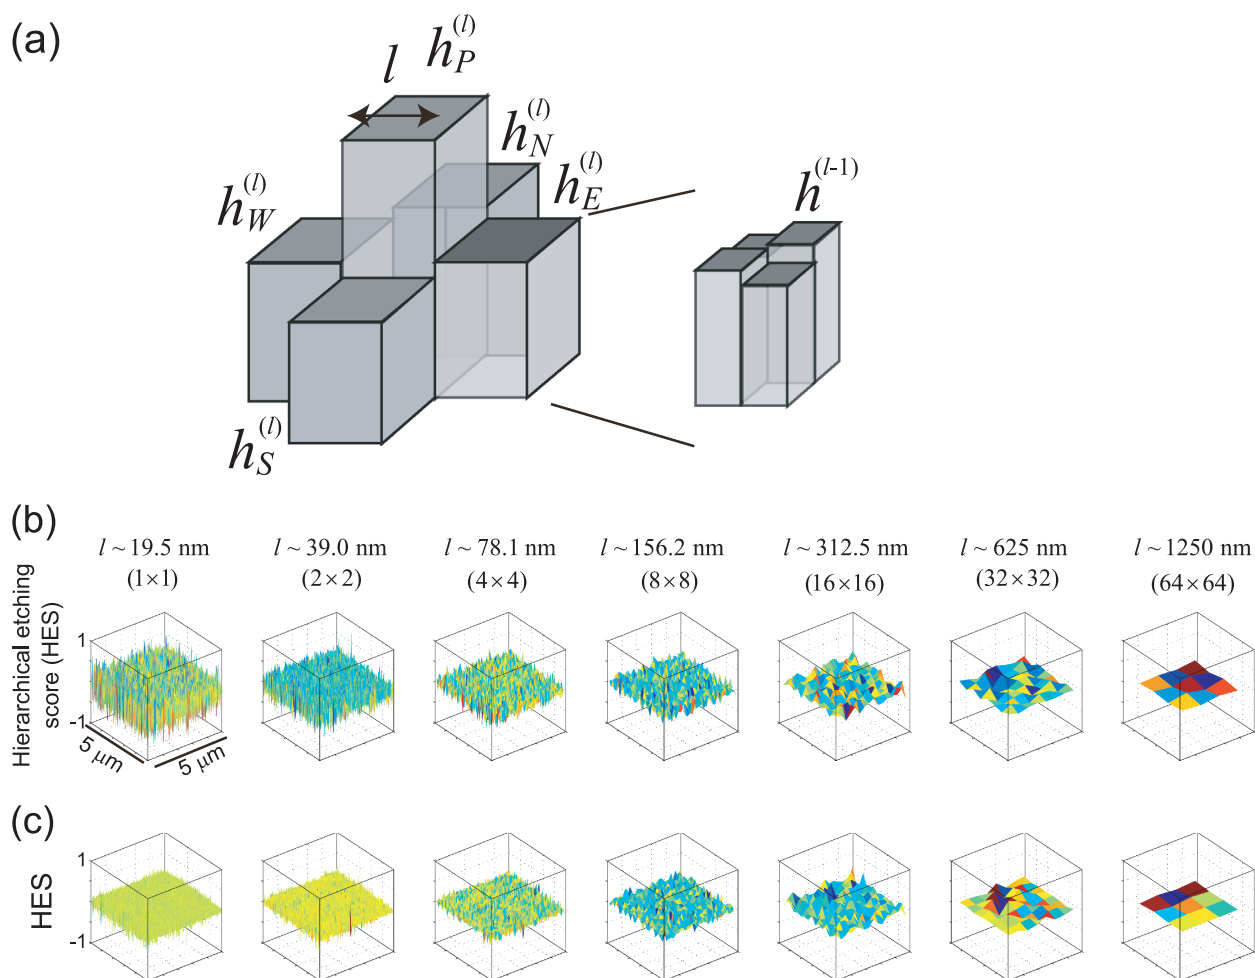 (a)
l
h_P^(l)
h_N^(l)
h_W^(l)
h_E^(l)
h^(l-1)
h_S^(l)
(b)
l ~ 19.5 nm
(1×1)
l ~ 39.0 nm
(2×2)
l ~ 78.1 nm
(4×4)
l ~ 156.2 nm
(8×8)
l ~ 312.5 nm
(16×16)
l ~ 625 nm
(32×32)
l ~ 1250 nm
(64×64)
Hierarchical etching
score (HES)
1
-1
5 μm
5 μm
(c)
HES
1
-1